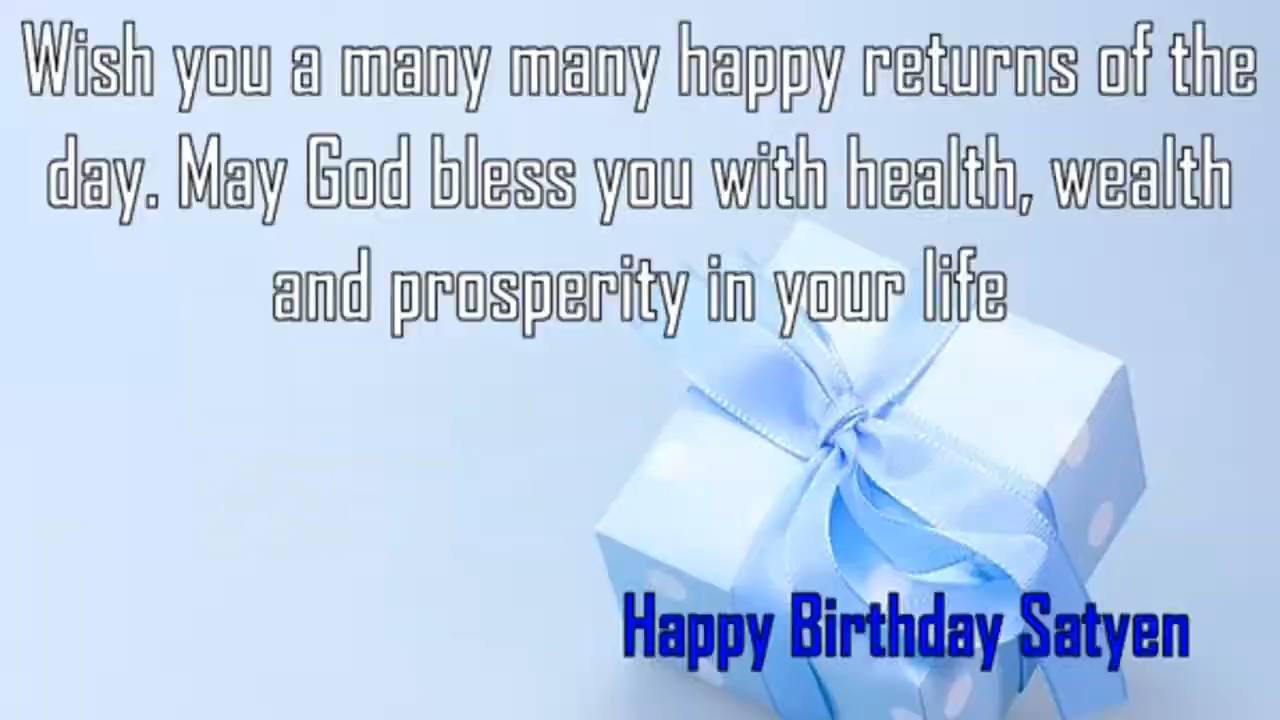 Wish you a many many happy returns of the
day. May God bless you with health, wealth
and prosperity in your life
Happy Birthday Satyen